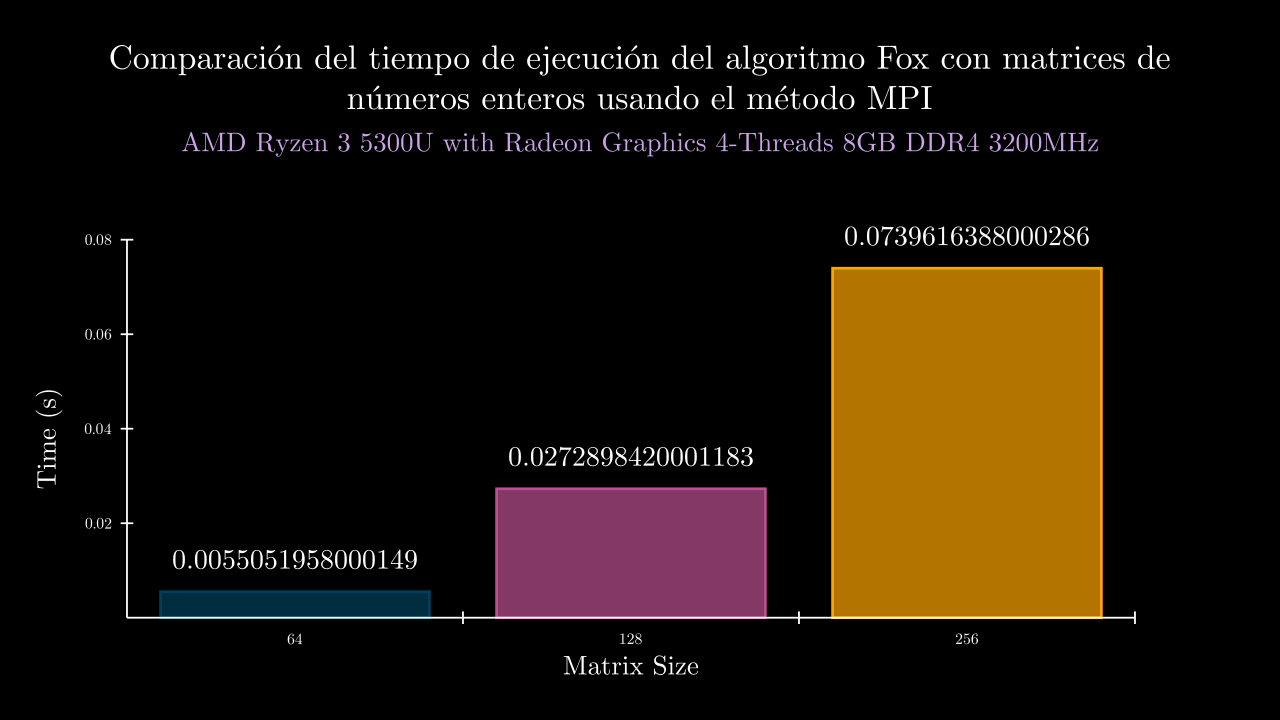 Comparación del tiempo de ejecución del algoritmo Fox con matrices de
números enteros usando el método MPI
AMD Ryzen 3 5300U with Radeon Graphics 4-Threads 8GB DDR4 3200MHz
0.08
0.06
0.04
0.02
Time (s)
0.0055051958000149
0.0272898420001183
0.0739616388000286
64
128
256
Matrix Size